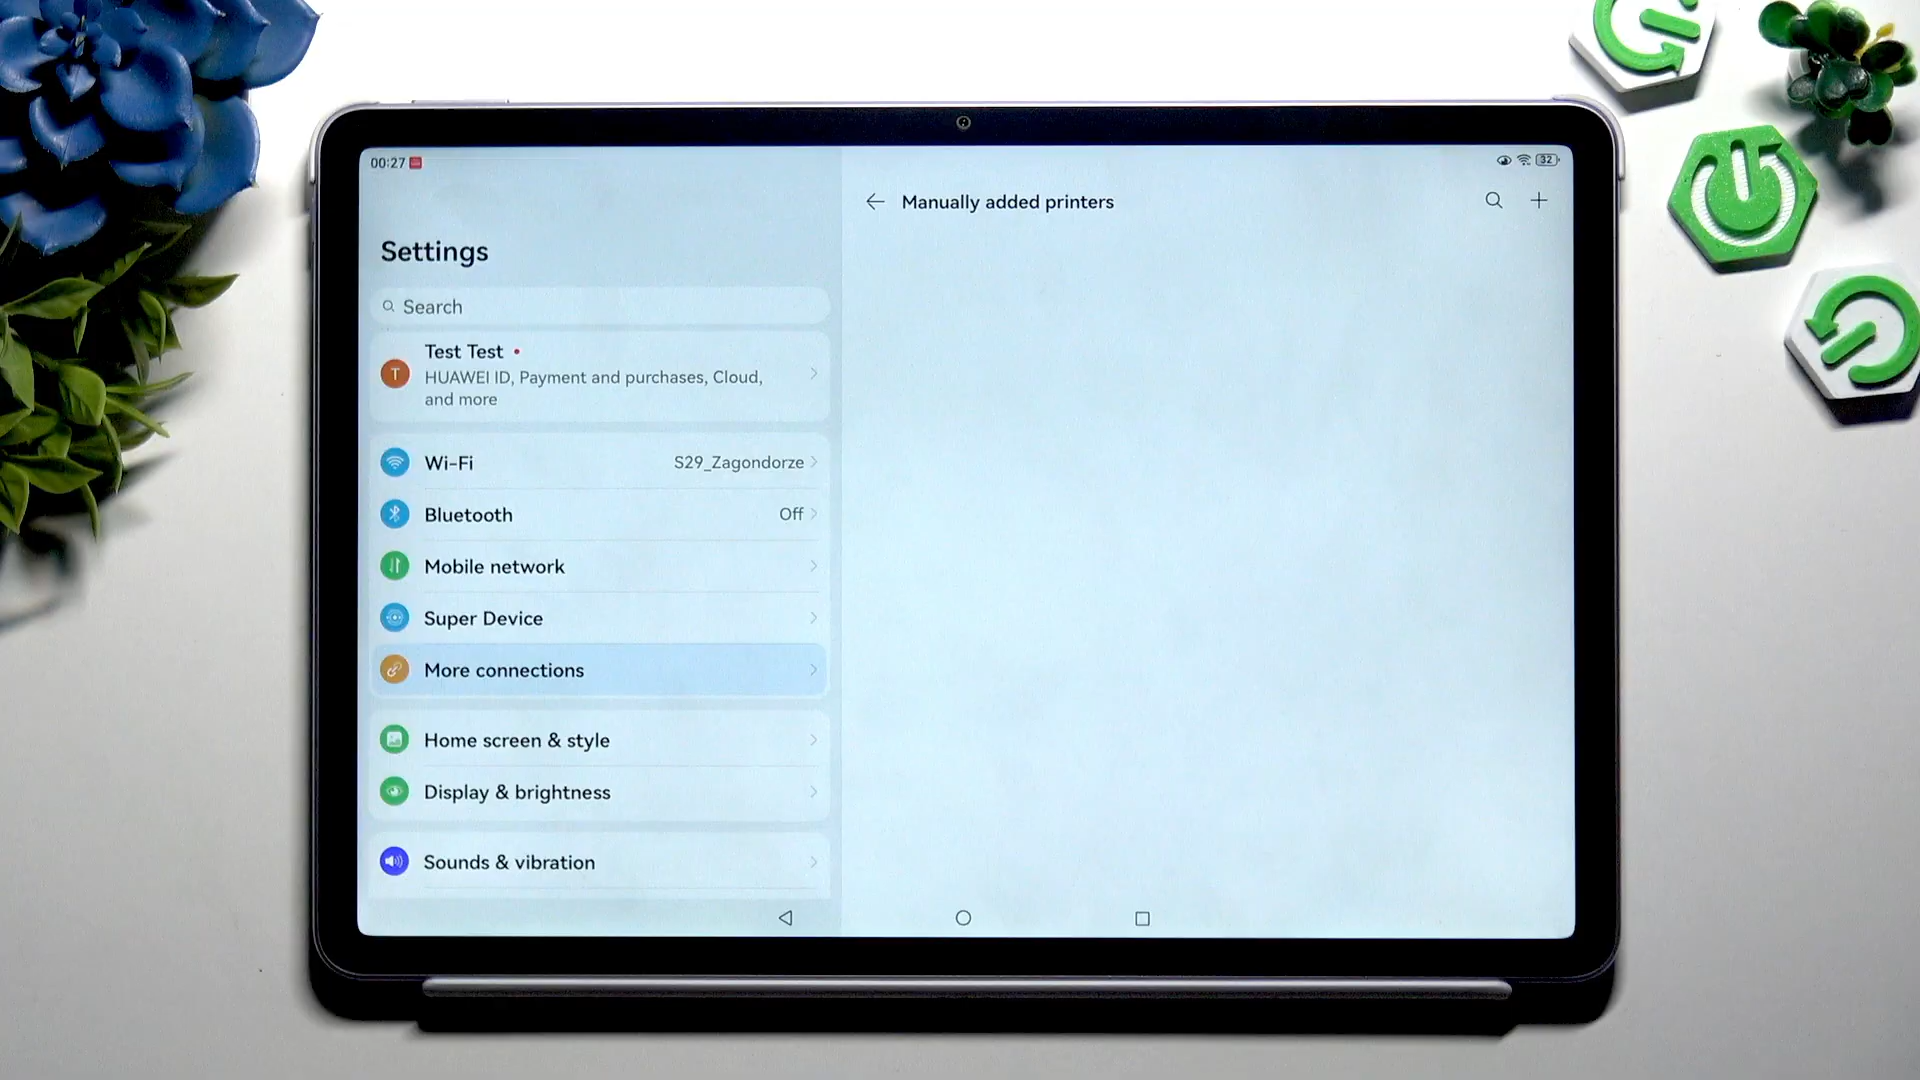 00:27
32
Settings
Manually added printers
Search
Test Test
T
HUAWEI ID, Payment and purchases, Cloud,
and more
Wi-Fi
S29_Zagondorze
Bluetooth
Off
Mobile network
Super Device
More connections
Home screen & style
Display & brightness
Sounds & vibration